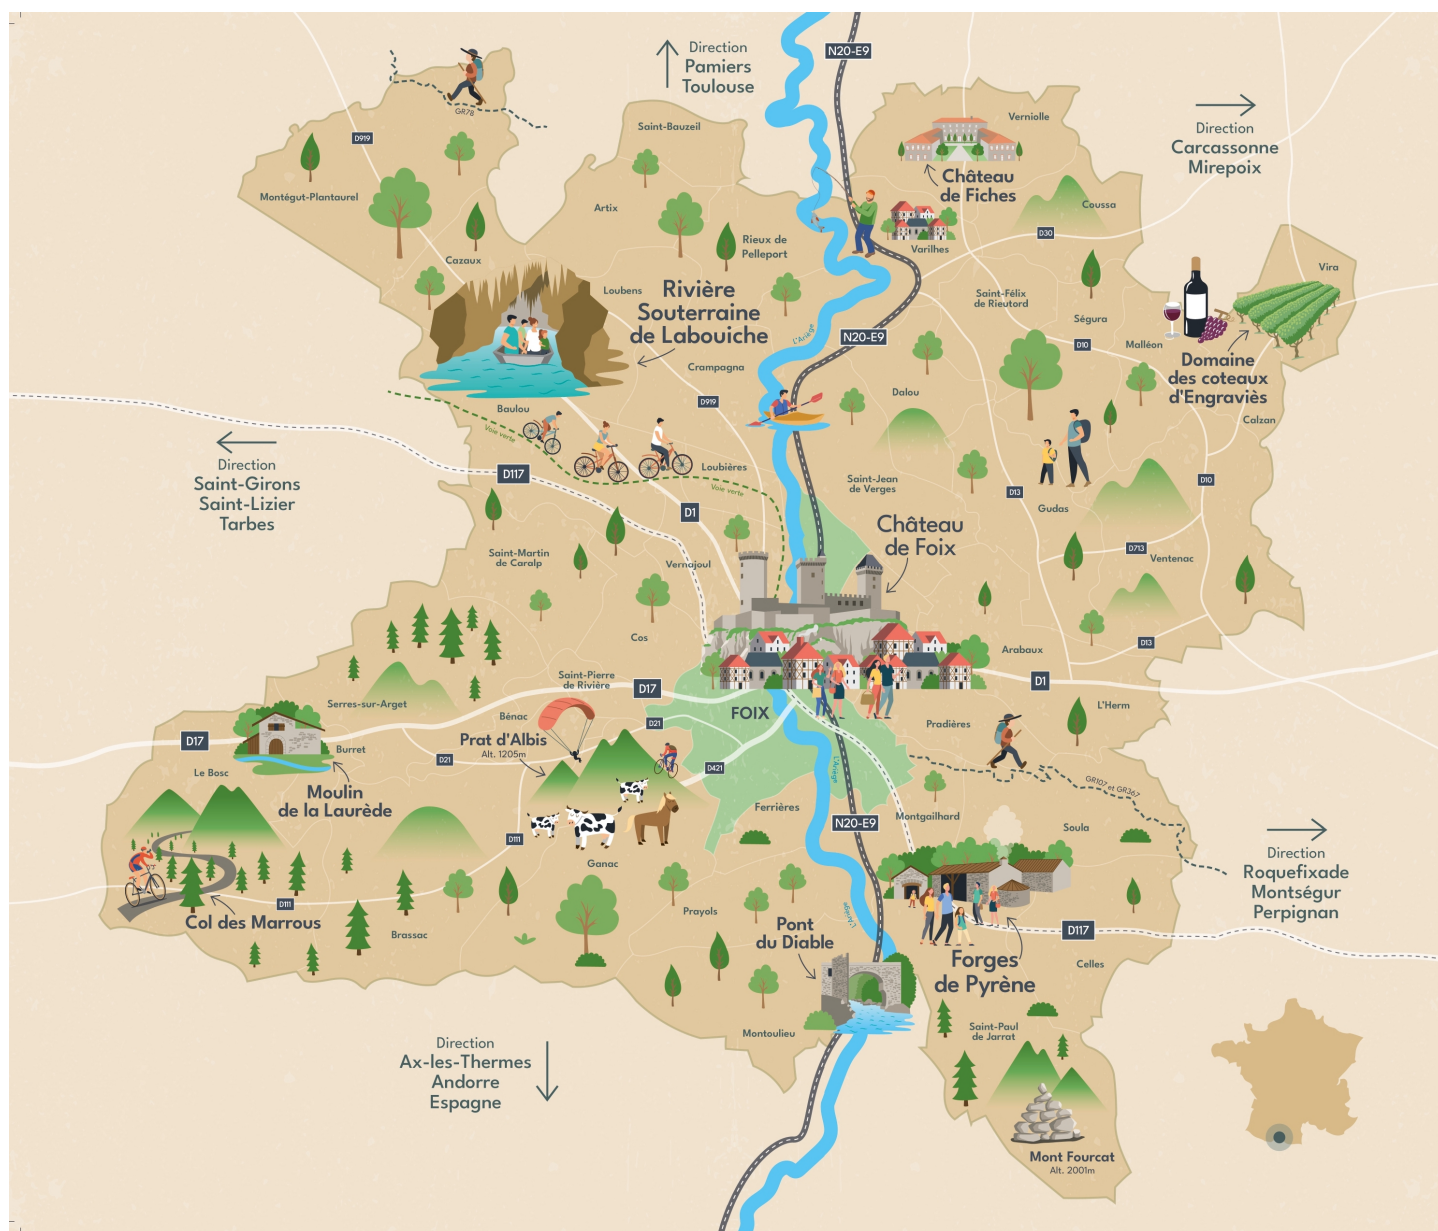 N20-E9
Direction
Pamiers
Toulouse
Direction
Carcassonne
Mirepoix
GR78
D919
Saint-Bauzeil
Verniolle
Château
de Fiches
Montégut-Plantaurel
Artix
Coussa
D30
Rieux de
Pelleport
Varilhes
Cazaux
Vira
Loubens
Rivière
Souterraine
de Labouiche
Saint-Félix
de Rieutord
Ségura
L'Ariège
N20-E9
D10
Malléon
Domaine
des coteaux
d'Engraviès
Crampagna
Dalou
D919
Baulou
Calzan
Voie verte
Direction
Saint-Girons
Saint-Lizier
Tarbes
D117
Loubières
Voie verte
Saint-Jean
de Verges
D13
D10
Gudas
D1
Château
de Foix
D713
Ventenac
Saint-Martin
de Caralp
Vernajoul
Cos
D13
Arabaux
D1
Saint-Pierre
de Rivière
D17
Serres-sur-Arget
Bénac
FOIX
L'Herm
Pradières
D21
D17
Prat d'Albis
Alt. 1205m
Burret
D21
D421
L'Ariège
Le Bosc
GR107 et GR367
Moulin
de la Laurède
Ferrières
Montgailhard
N20-E9
Soula
D111
Ganac
Direction
Roquefixade
Montségur
Perpignan
D111
Col des Marrous
Brassac
Prayols
L'Ariège
Pont
du Diable
D117
Forges
de Pyrène
Celles
Montoulieu
Saint-Paul
de Jarrat
Direction
Ax-les-Thermes
Andorre
Espagne
Mont Fourcat
Alt. 2001m